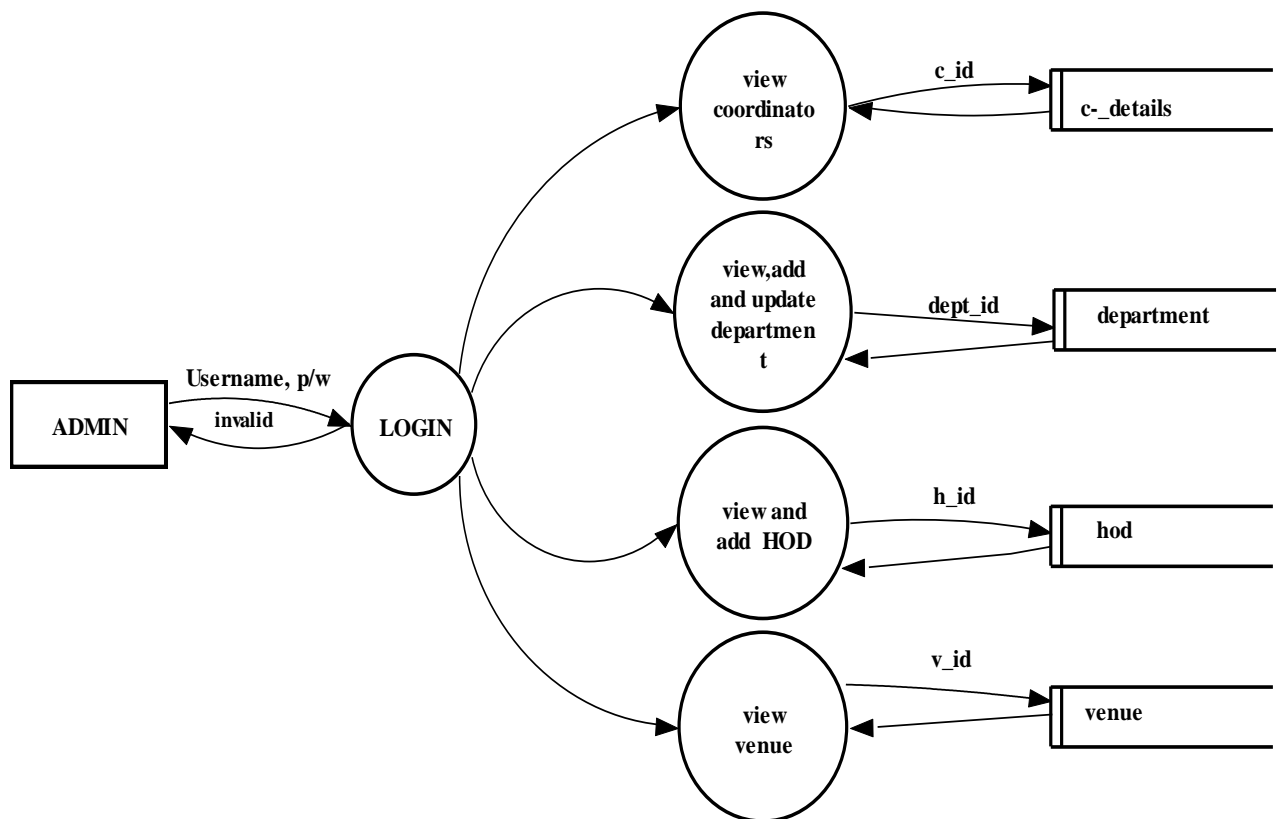 view
coordinato
rs
c_id
c-_details
view,add
and update
departmen
t
dept_id
department
ADMIN
Username, p/w
invalid
LOGIN
view and
add HOD
h_id
hod
view
venue
v_id
venue